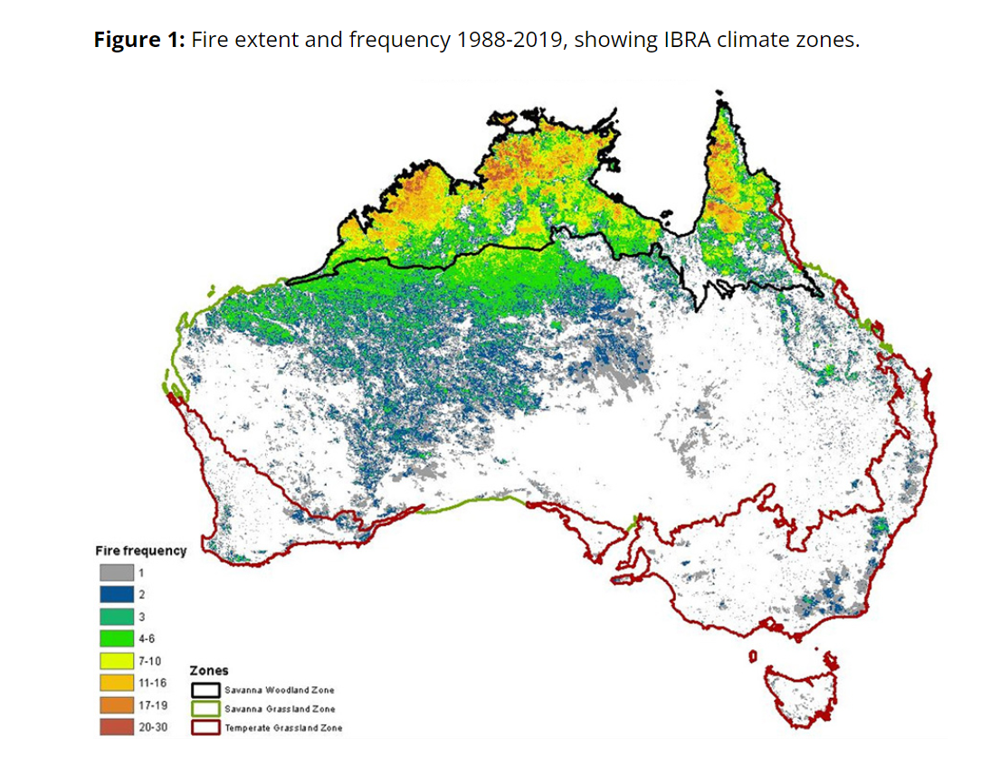 Figure 1: Fire extent and frequency 1988-2019, showing IBRA climate zones.
Fire frequency
1
2
3
4-6
7-10
11-16
17-19
20-30
Zones
Savanna Woodland Zone
Savanna Grassland Zone
Temperate Grassland Zone